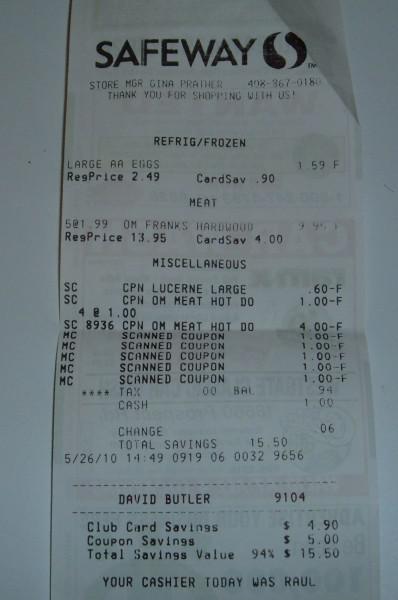 SAFEWAY
TM
STORE MGR GINA PRATHER 408-867-0180
THANK YOU FOR SHOPPING WITH US!
REFRIG/FROZEN
LARGE AA EGGS 1.59 F
RegPrice 2.49 CardSav .90
MEAT
5@1.99 OM FRANKS HARDWOOD 9.95 F
RegPrice 13.95 CardSav 4.00
MISCELLANEOUS
SC CPN LUCERNE LARGE .60-F
SC CPN OM MEAT HOT DO 1.00-F
4 @ 1.00
SC 8936 CPN OM MEAT HOT DO 4.00-F
MC SCANNED COUPON 1.00-F
MC SCANNED COUPON 1.00-F
MC SCANNED COUPON 1.00-F
MC SCANNED COUPON 1.00-F
MC SCANNED COUPON 1.00-F
**** TAX .00 BAL .94
CASH 1.00
CHANGE .06
TOTAL SAVINGS 15.50
5/26/10 14:49 0919 06 0032 9656
DAVID BUTLER 9104
Club Card Savings $ 4.90
Coupon Savings $ 5.00
Total Savings Value 94% $ 15.50
YOUR CASHIER TODAY WAS RAUL